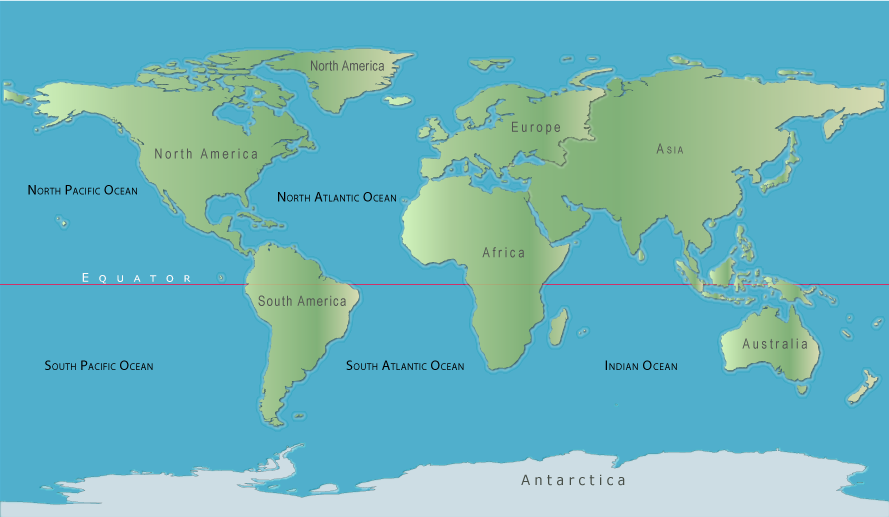 North America
Europe
North America
Asia
North Pacific Ocean
North Atlantic Ocean
Africa
Equator
South America
Australia
South Pacific Ocean
South Atlantic Ocean
Indian Ocean
Antarctica